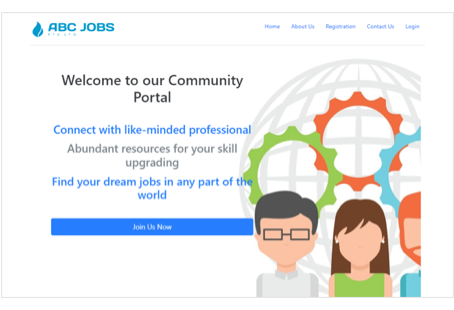 ABC JOBS
PTE LTD
Home About Us Registration Contact Us Login
Welcome to our Community
Portal
Connect with like-minded professional
Abundant resources for your skill
upgrading
Find your dream jobs in any part of the
world
Join Us Now